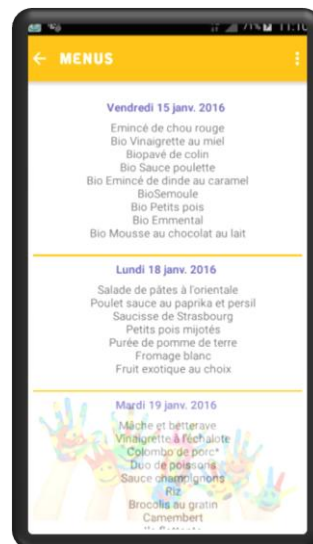 71% 11:10
← MENUS
Vendredi 15 janv. 2016
Emincé de chou rouge
Bio Vinaigrette au miel
Biopavé de colin
Bio Sauce poulette
Bio Emincé de dinde au caramel
BioSemoule
Bio Petits pois
Bio Emmental
Bio Mousse au chocolat au lait
Lundi 18 janv. 2016
Salade de pâtes à l'orientale
Poulet sauce au paprika et persil
Saucisse de Strasbourg
Petits pois mijotés
Purée de pomme de terre
Fromage blanc
Fruit exotique au choix
Mardi 19 janv. 2016
Mâche et betterave
Vinaigrette à l'échalote
Colombo de porc*
Duo de poissons
Sauce champignons
Riz
Brocolis au gratin
Camembert